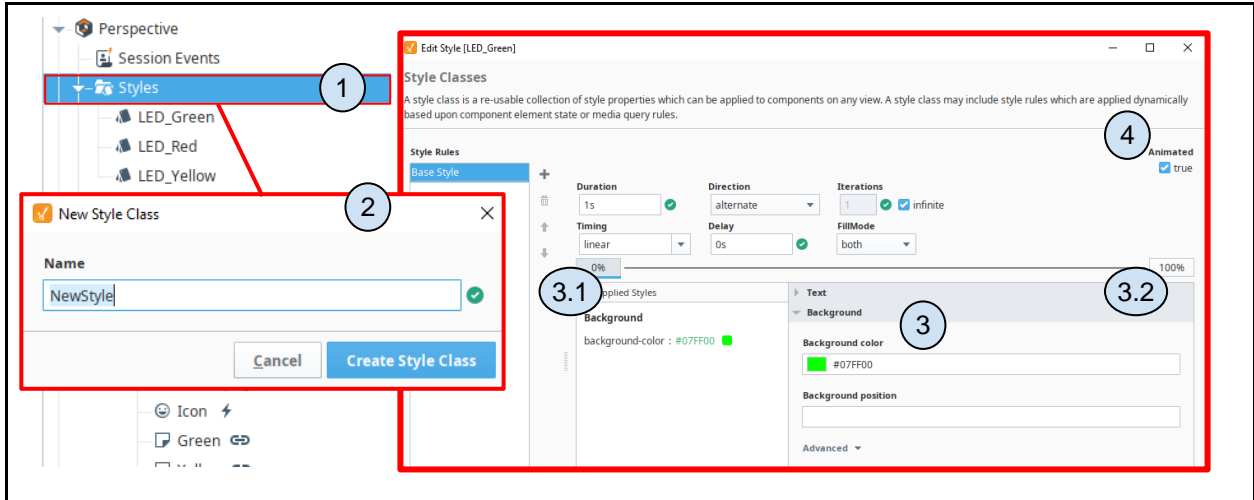 Perspective
Session Events
Styles
1
LED_Green
LED_Red
LED_Yellow
New Style Class
2
Name
NewStyle
Cancel
Create Style Class
Icon
Green
Edit Style [LED_Green]
Style Classes
A style class is a re-usable collection of style properties which can be applied to components on any view. A style class may include style rules which are applied dynamically
based upon component element state or media query rules.
4
Style Rules
Animated
Base Style
true
Duration
Direction
Iterations
1s
alternate
1
infinite
Timing
Delay
FillMode
linear
0s
both
0%
100%
3.1
3.2
pplied Styles
Text
Background
Background
3
background-color : #07FF00
Background color
#07FF00
Background position
Advanced